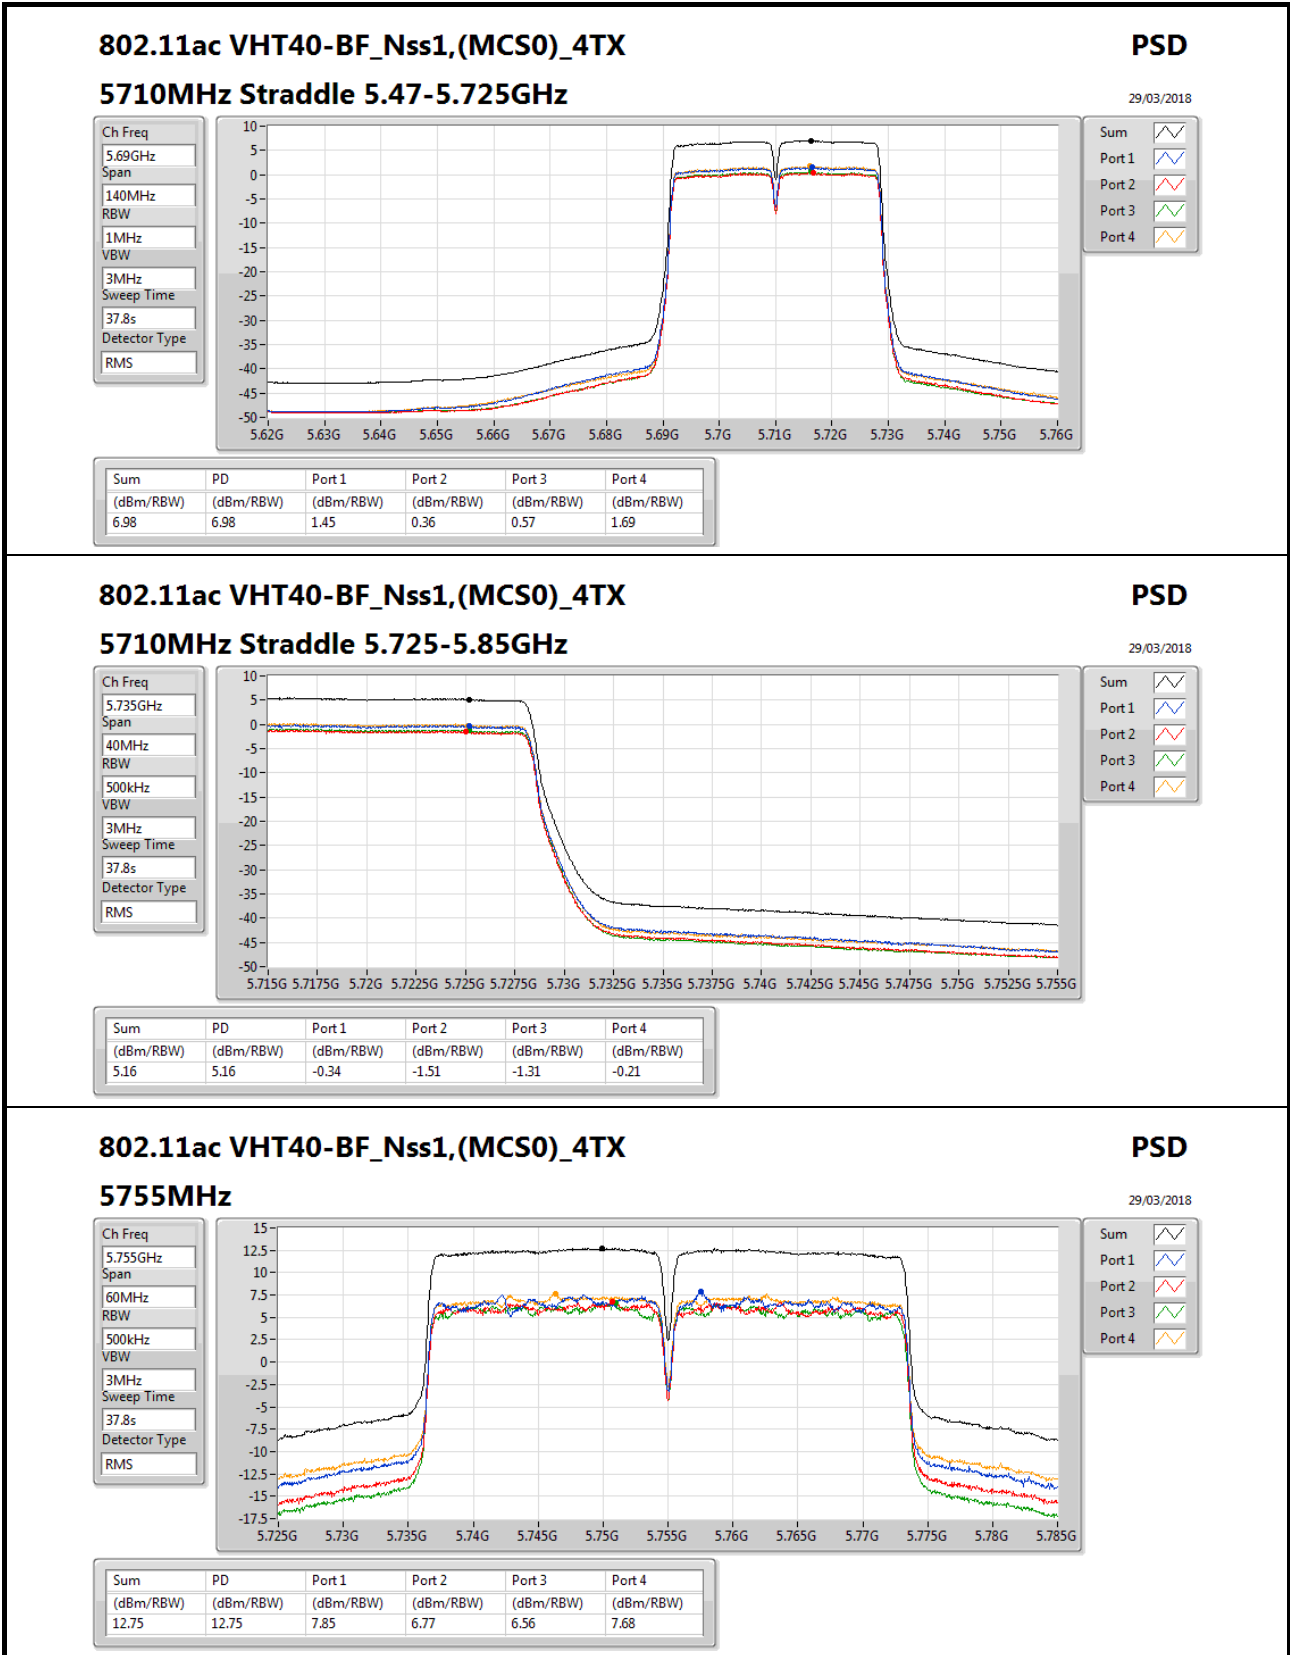 802.11ac VHT40-BF_Nss1,(MCS0)_4TX PSD
5710MHz Straddle 5.47-5.725GHz 29/03/2018
Ch Freq
5.69GHz
Span
140MHz
RBW
1MHz
VBW
3MHz
Sweep Time
37.8s
Detector Type
RMS
10
5
0
-5
-10
-15
-20
-25
-30
-35
-40
-45
-50
5.62G 5.63G 5.64G 5.65G 5.66G 5.67G 5.68G 5.69G 5.7G 5.71G 5.72G 5.73G 5.74G 5.75G 5.76G
Sum
Port 1
Port 2
Port 3
Port 4
Sum PD Port 1 Port 2 Port 3 Port 4
(dBm/RBW) (dBm/RBW) (dBm/RBW) (dBm/RBW) (dBm/RBW) (dBm/RBW)
6.98 6.98 1.45 0.36 0.57 1.69
802.11ac VHT40-BF_Nss1,(MCS0)_4TX PSD
5710MHz Straddle 5.725-5.85GHz 29/03/2018
Ch Freq
5.735GHz
Span
40MHz
RBW
500kHz
VBW
3MHz
Sweep Time
37.8s
Detector Type
RMS
10
5
0
-5
-10
-15
-20
-25
-30
-35
-40
-45
-50
5.715G 5.7175G 5.72G 5.7225G 5.725G 5.7275G 5.73G 5.7325G 5.735G 5.7375G 5.74G 5.7425G 5.745G 5.7475G 5.75G 5.7525G 5.755G
Sum
Port 1
Port 2
Port 3
Port 4
Sum PD Port 1 Port 2 Port 3 Port 4
(dBm/RBW) (dBm/RBW) (dBm/RBW) (dBm/RBW) (dBm/RBW) (dBm/RBW)
5.16 5.16 -0.34 -1.51 -1.31 -0.21
802.11ac VHT40-BF_Nss1,(MCS0)_4TX PSD
5755MHz 29/03/2018
Ch Freq
5.755GHz
Span
60MHz
RBW
500kHz
VBW
3MHz
Sweep Time
37.8s
Detector Type
RMS
15
12.5
10
7.5
5
2.5
0
-2.5
-5
-7.5
-10
-12.5
-15
-17.5
5.725G 5.73G 5.735G 5.74G 5.745G 5.75G 5.755G 5.76G 5.765G 5.77G 5.775G 5.78G 5.785G
Sum
Port 1
Port 2
Port 3
Port 4
Sum PD Port 1 Port 2 Port 3 Port 4
(dBm/RBW) (dBm/RBW) (dBm/RBW) (dBm/RBW) (dBm/RBW) (dBm/RBW)
12.75 12.75 7.85 6.77 6.56 7.68